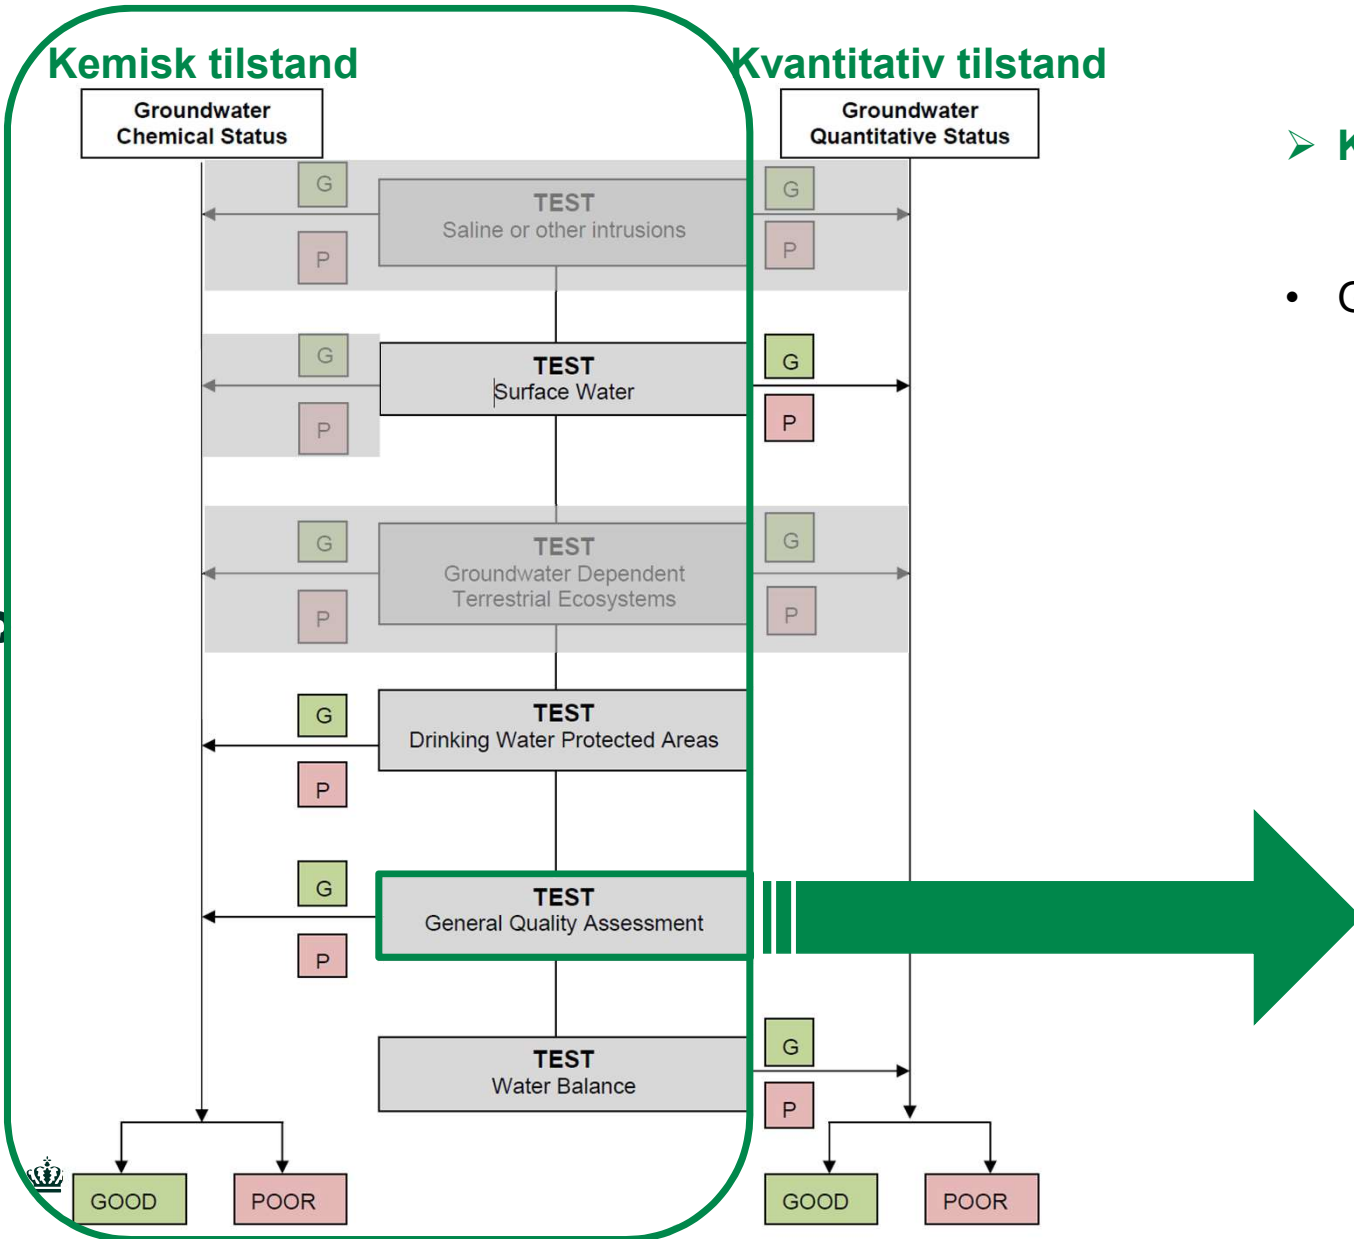 Kemisk tilstand
Kvantitativ tilstand
Groundwater
Chemical Status
Groundwater
Quantitative Status
G
P
TEST
Saline or other intrusions
G
P
G
P
TEST
Surface Water
G
P
G
P
TEST
Groundwater Dependent
Terrestrial Ecosystems
G
P
G
P
TEST
Drinking Water Protected Areas
G
P
TEST
General Quality Assessment
TEST
Water Balance
G
P
GOOD
POOR
GOOD
POOR